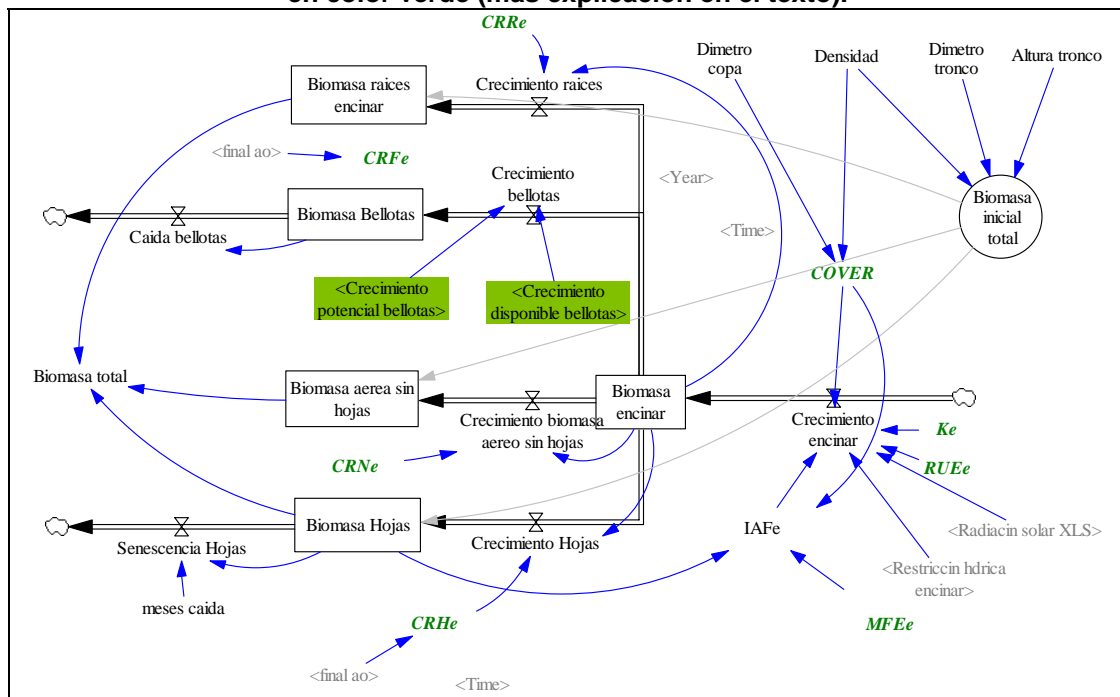 en color verde (más explicación en el texto).
CRRe
Dimetro
copa
Densidad
Dimetro
tronco
Altura tronco
Biomasa raices
encinar
Crecimiento raices
<final ao>
CRFe
Crecimiento
bellotas
<Year>
Biomasa
inicial
total
Biomasa Bellotas
Caida bellotas
<Time>
<Crecimiento
potencial bellotas>
<Crecimiento
disponible bellotas>
COVER
Biomasa total
Biomasa aerea sin
hojas
Biomasa
encinar
Crecimiento biomasa
aereo sin hojas
Crecimiento
encinar
Ke
CRNe
RUEe
Biomasa Hojas
Senescencia Hojas
Crecimiento Hojas
IAFe
<Radiacin solar XLS>
<Restriccin hdrica
encinar>
meses caida
CRHe
MFEe
<final ao>
<Time>